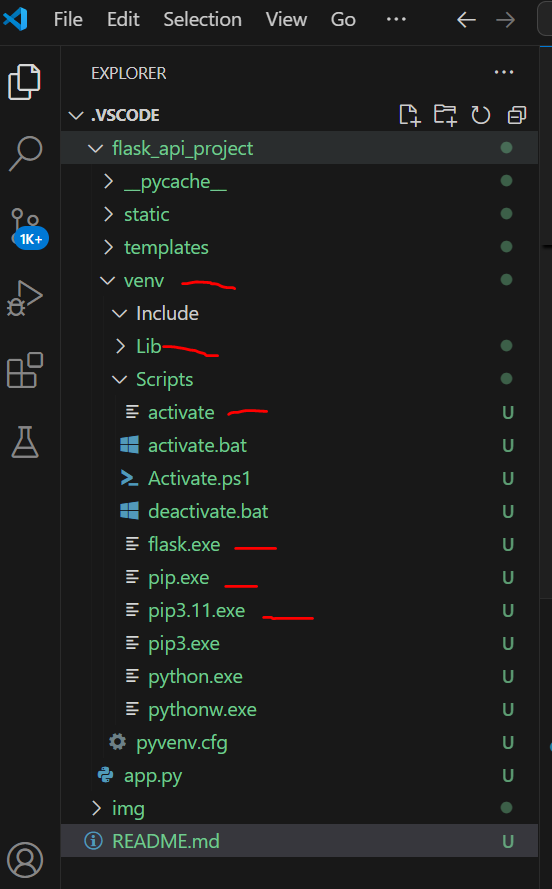 File Edit Selection View Go ···
EXPLORER ···
.VSCODE
flask_api_project
__pycache__
static
templates
venv
Include
Lib
Scripts
activate U
activate.bat U
Activate.ps1 U
deactivate.bat U
flask.exe U
pip.exe U
pip3.11.exe U
pip3.exe U
python.exe U
pythonw.exe U
pyvenv.cfg U
app.py U
img
README.md U
1K+